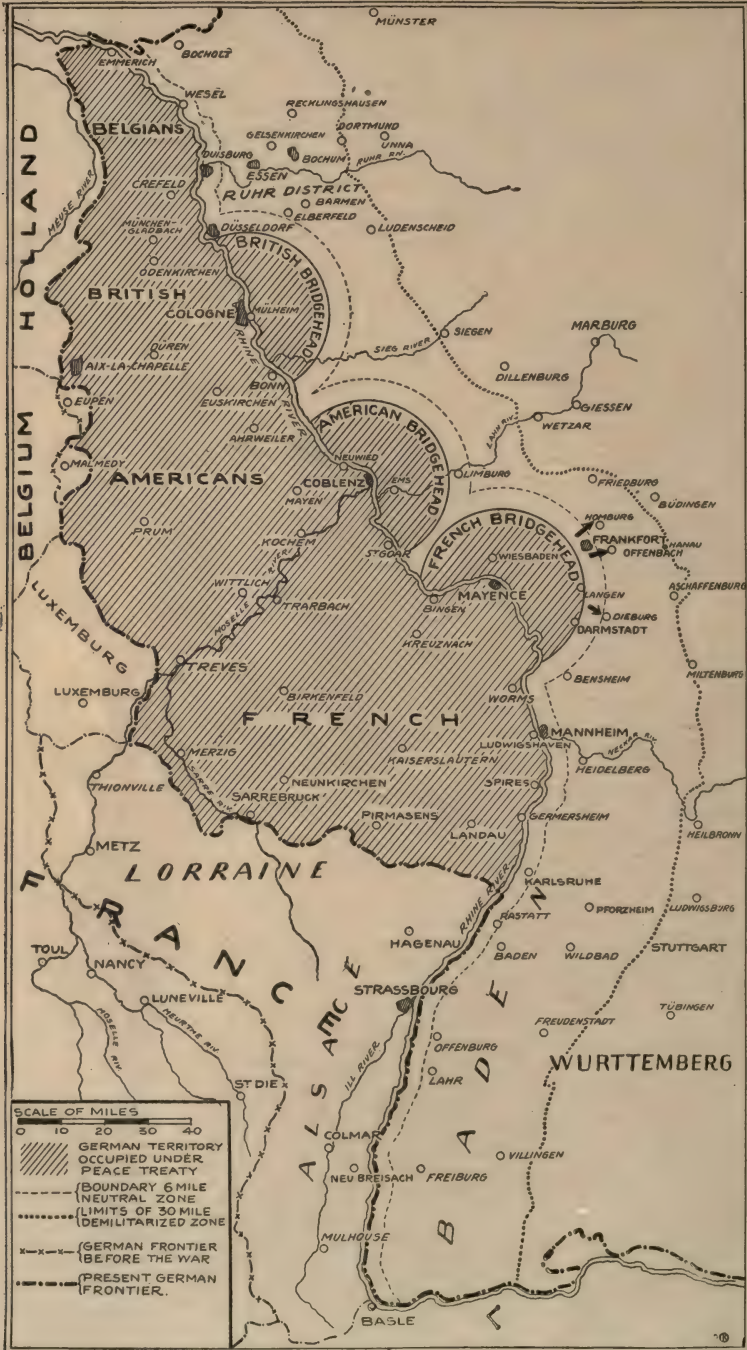 MÜNSTER
BOCHOLZ
EMMERICH
WESEL
RECKLINGSHAUSEN
BELGIANS
DORTMUND
GELSENKIRCHEN
UNNA
BOCHUM
DUISBURG
ESSEN
RUHR RIV.
HOLLAND
MEUSE RIVER
CREFELD
RUHR DISTRICT
BARMEN
ELBERFELD
MÜNCHEN-
GLADBACH
DÜSSELDORF
LUDENSCHEID
BRITISH BRIDGEHEAD
ODENKIRCHEN
BRITISH
COLOGNE
MÜLHEIM
SIEGEN
MARBURG
RHINE RIVER
SIEG RIVER
DÜREN
AIX-LA-CHAPELLE
DILLENBURG
BONN
EUPEN
EUSKIRCHEN
GIESSEN
WETZAR
LAHN RIV.
AMERICAN BRIDGEHEAD
BELGIUM
AHRWEILER
MALMEDY
NEUWIED
AMERICANS
COBLENZ
EMS
LIMBURG
FRIEDBURG
MAYEN
BÜDINGEN
PRUM
HOMBURG
FRENCH BRIDGEHEAD
KOCHEM
FRANKFORT
HANAU
OFFENBACH
ST GOAR
WIESBADEN
MAYENCE
LANGEN
ASCHAFFENBURG
WITTLICH
MOSELLE RIVER
TRARBACH
BINGEN
DIEBURG
DARMSTADT
LUXEMBURG
KREUZNACH
TREVES
MILTENBURG
BENSHEIM
LUXEMBURG
BIRKENFELD
WORMS
FRENCH
MANNHEIM
LUDWIGSHAVEN
NECKAR RIV.
MERZIG
KAISERSLAUTERN
HEIDELBERG
THIONVILLE
SARRE RIV.
NEUNKIRCHEN
SPIRES
SARREBRUCK
PIRMASENS
LANDAU
GERMERSHEIM
HEILBRONN
METZ
LORRAINE
RHINE RIVER
KARLSRUHE
FRANCE
RASTATT
PFORZHEIM
LUDWIGSBURG
HAGENAU
TOUL
NANCY
BADEN
WILDBAD
STUTTGART
STRASSBOURG
LUNEVILLE
TÜBINGEN
MOSELLE RIV.
MEURTHE RIV.
FREUDENSTADT
ALSACE
ILL RIVER
OFFENBURG
WURTTEMBERG
LAHR
ST DIE
BADEN
COLMAR
VILLINGEN
NEU BREISACH
FREIBURG
MULHOUSE
BASLE
SCALE OF MILES
0 10 20 30 40
GERMAN TERRITORY
OCCUPIED UNDER
PEACE TREATY
BOUNDARY 6 MILE
NEUTRAL ZONE
LIMITS OF 30 MILE
DEMILITARIZED ZONE
GERMAN FRONTIER
BEFORE THE WAR
PRESENT GERMAN
FRONTIER.